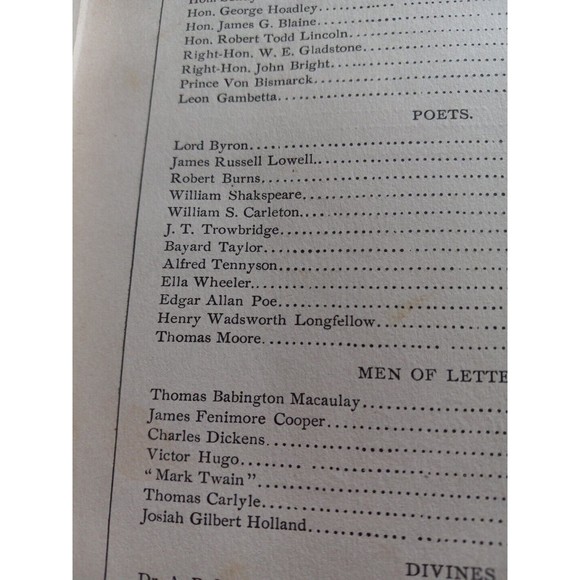 Hon. George Hoadley
Hon. James G. Blaine
Hon. Robert Todd Lincoln
Right-Hon. W. E. Gladstone
Right-Hon. John Bright
Prince Von Bismarck
Leon Gambetta
POETS.
Lord Byron
James Russell Lowell
Robert Burns
William Shakspeare
William S. Carleton
J. T. Trowbridge
Bayard Taylor
Alfred Tennyson
Ella Wheeler
Edgar Allan Poe
Henry Wadsworth Longfellow
Thomas Moore
MEN OF LETTE
Thomas Babington Macaulay
James Fenimore Cooper
Charles Dickens
Victor Hugo
"Mark Twain"
Thomas Carlyle
Josiah Gilbert Holland
DIVINES